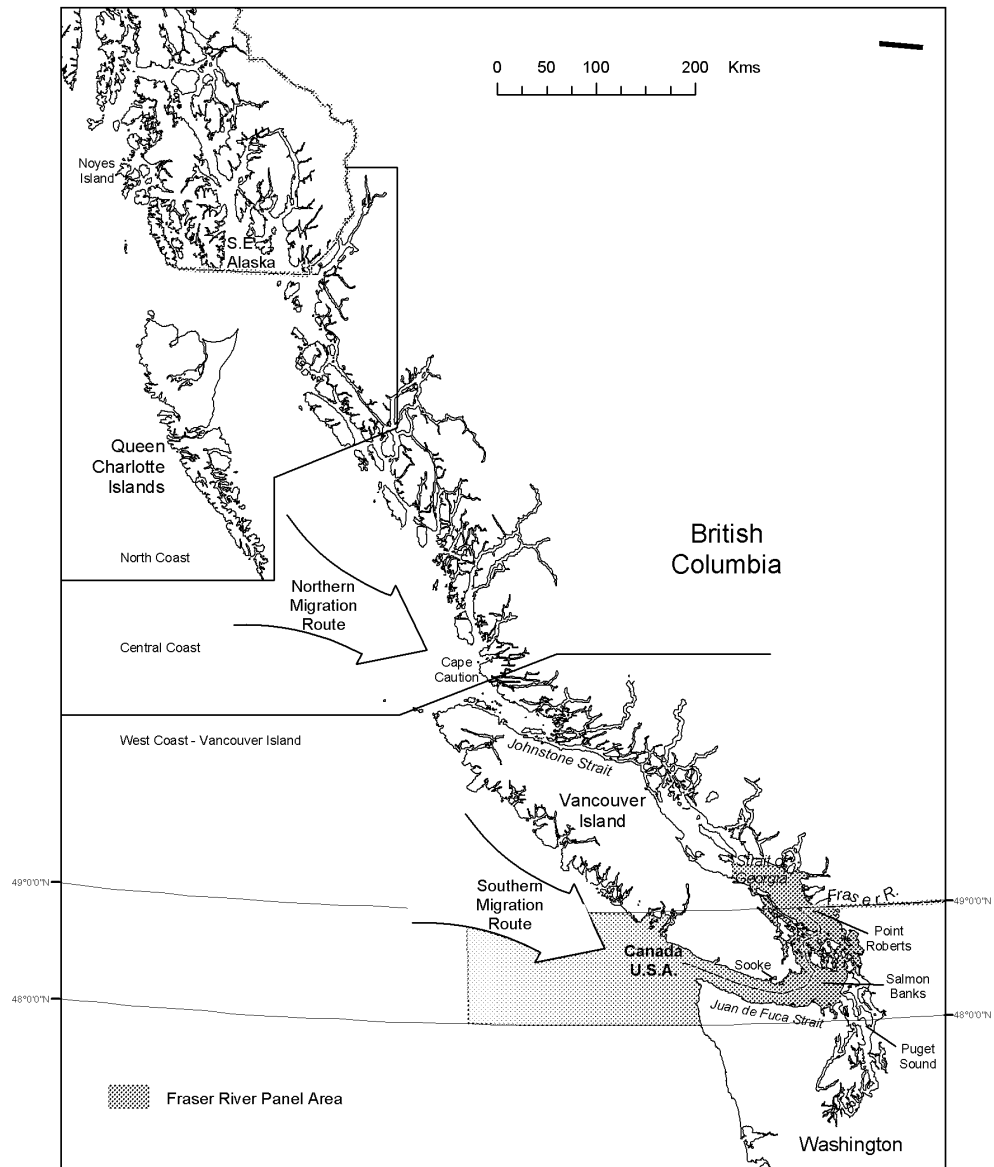 0 50 100 200 Kms
Noyes
Island
S.E.
Alaska
Queen
Charlotte
Islands
North Coast
British
Columbia
Northern
Migration
Route
Central Coast
Cape
Caution
West Coast - Vancouver Island
Johnstone Strait
Vancouver
Island
Strait of
Georgia
49°0'0"N
Southern
Migration
Route
Fraser R.
49°0'0"N
Point
Roberts
Canada
U.S.A.
Sooke
Salmon
Banks
48°0'0"N
Juan de Fuca Strait
48°0'0"N
Puget
Sound
Fraser River Panel Area
Washington